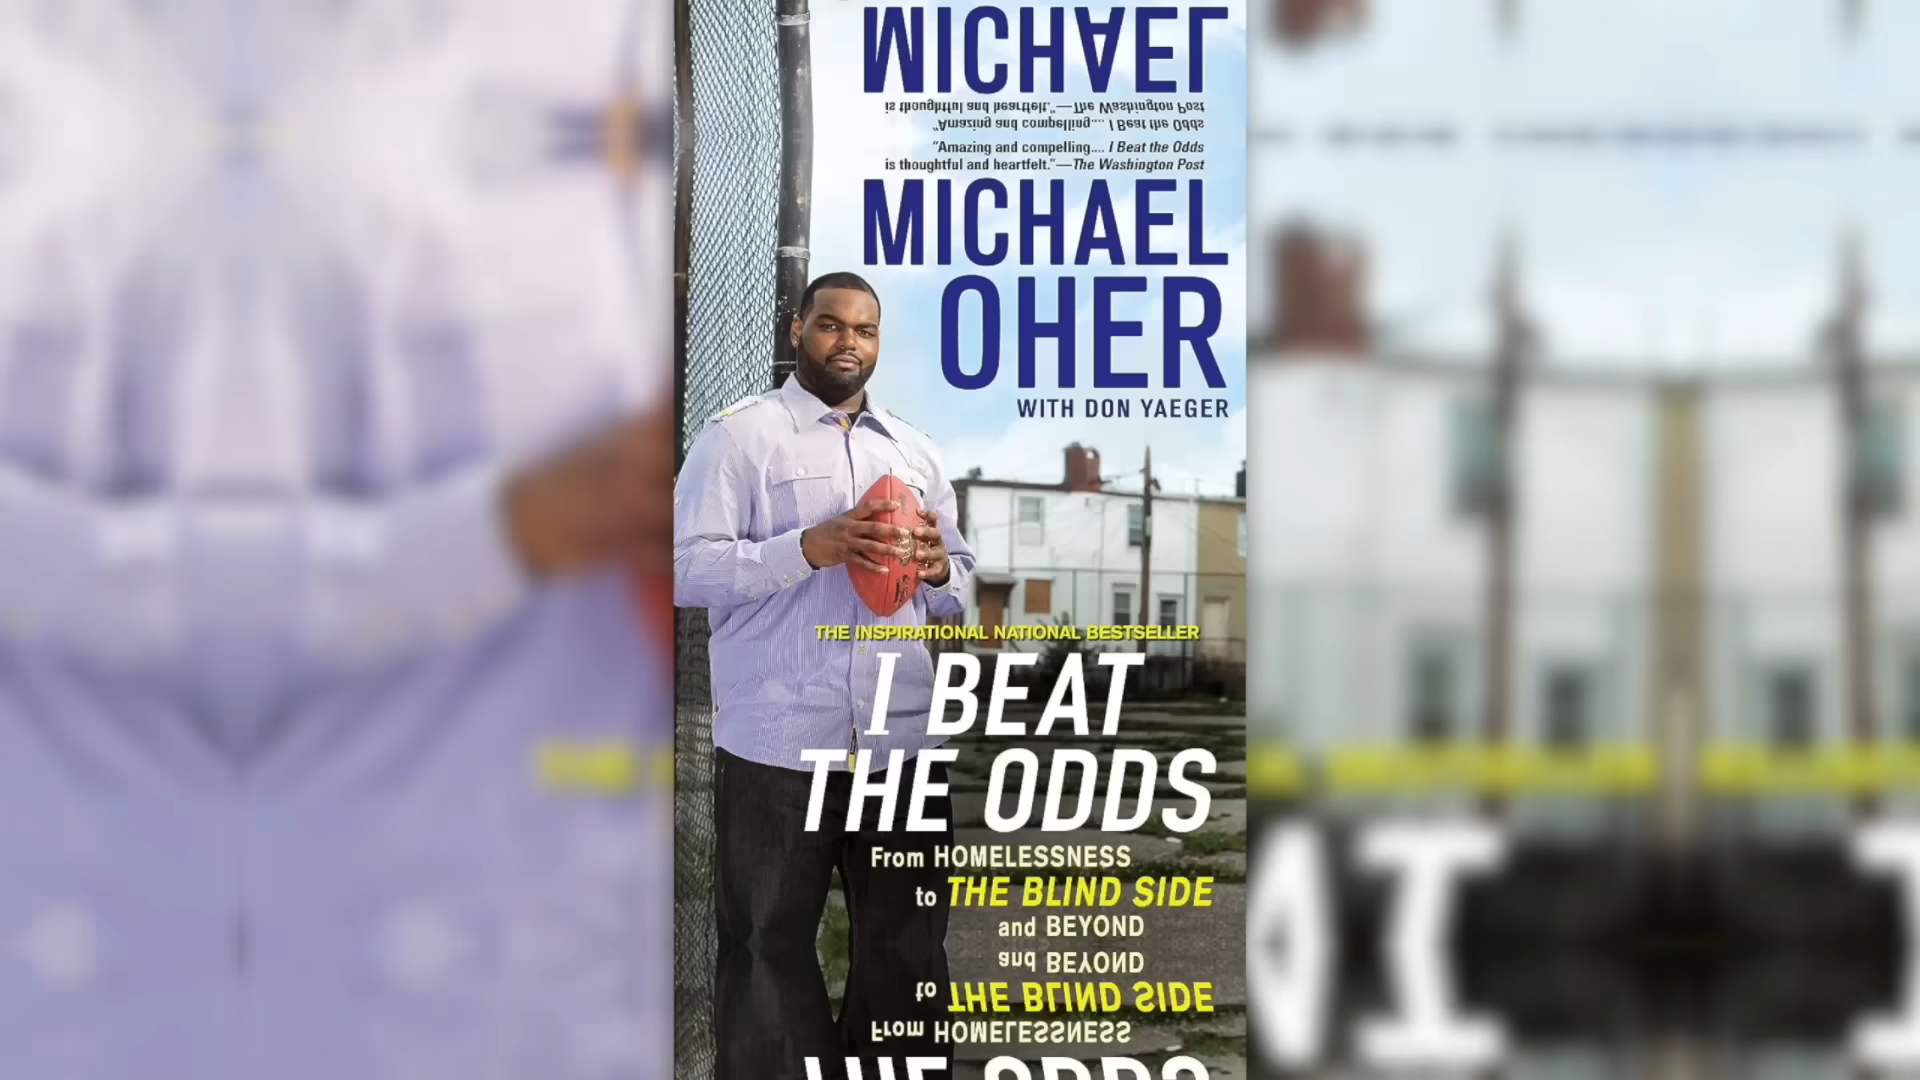 MICHAEL
is thoughtful and heartfelt."—The Washington Post
"Amazing and compelling.... I Beat the Odds
"Amazing and compelling.... I Beat the Odds
is thoughtful and heartfelt."—The Washington Post
MICHAEL
OHER
WITH DON YAEGER
THE INSPIRATIONAL NATIONAL BESTSELLER
I BEAT
THE ODDS
From HOMELESSNESS
to THE BLIND SIDE
and BEYOND
and BEYOND
to THE BLIND SIDE
From HOMELESSNESS
THE ODDS